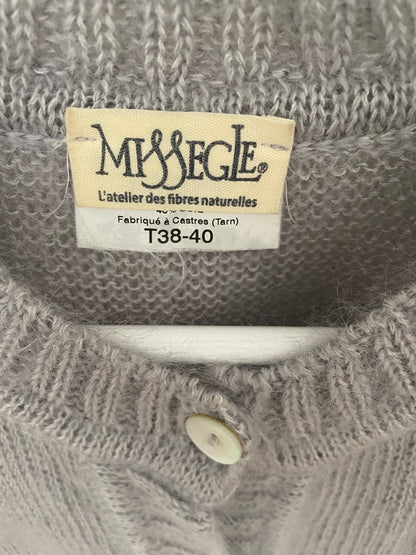 MISSEGLE®
L'atelier des fibres naturelles
Fabriqué à Castres (Tarn)
T38-40